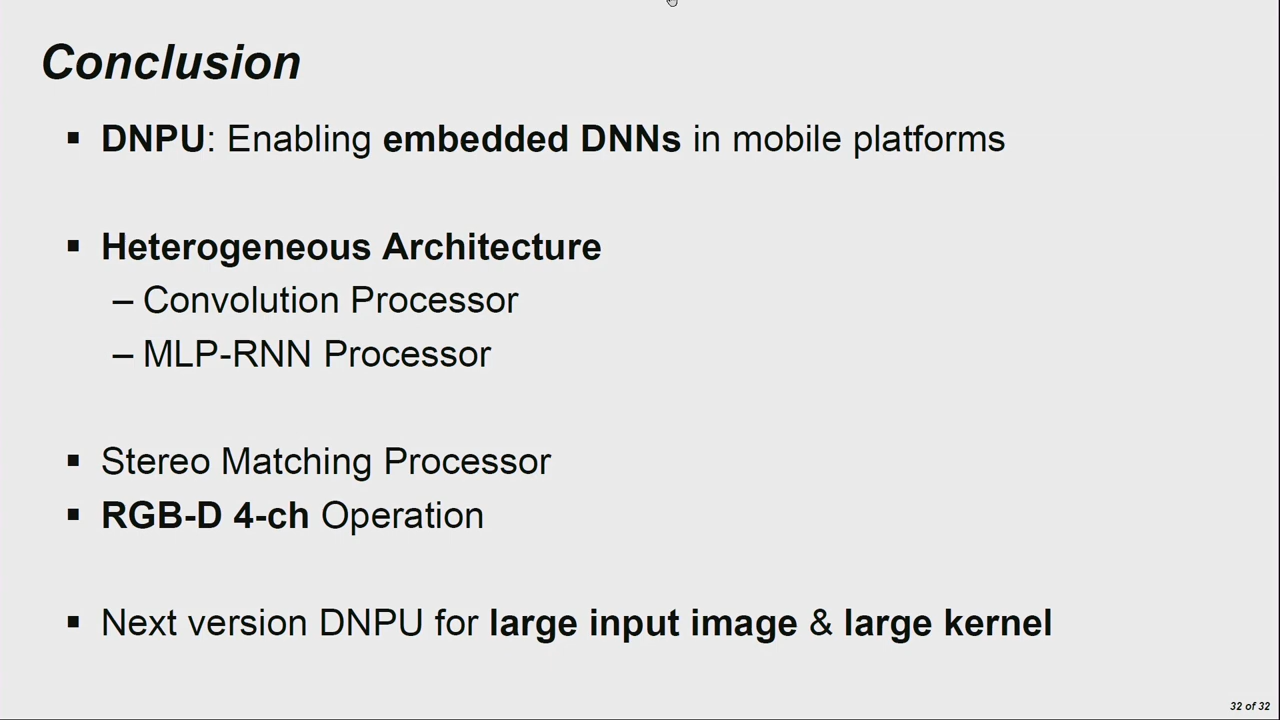 Conclusion
▪ DNPU: Enabling embedded DNNs in mobile platforms
▪ Heterogeneous Architecture
– Convolution Processor
– MLP-RNN Processor
▪ Stereo Matching Processor
▪ RGB-D 4-ch Operation
▪ Next version DNPU for large input image & large kernel
32 of 32